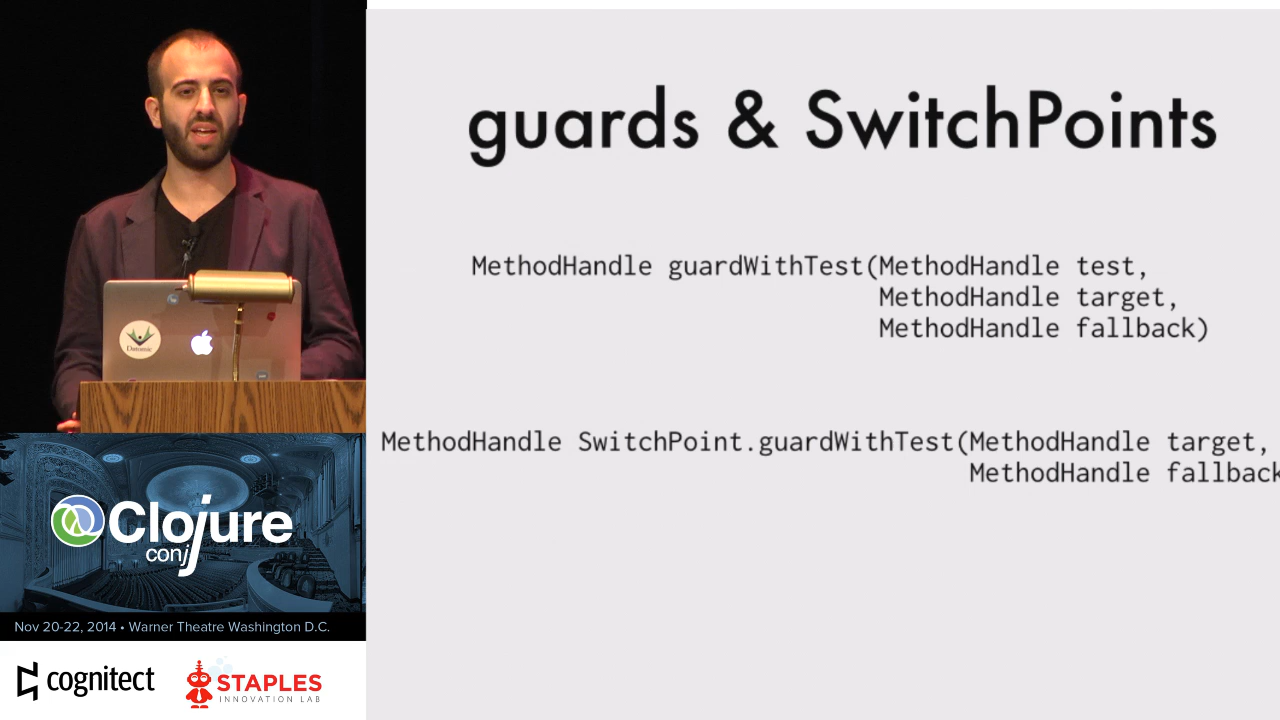 guards & SwitchPoints
MethodHandle guardWithTest(MethodHandle test,
MethodHandle target,
MethodHandle fallback)
MethodHandle SwitchPoint.guardWithTest(MethodHandle target,
MethodHandle fallback
Datomic
Clojure
conj
Nov 20-22, 2014 • Warner Theatre Washington D.C.
cognitect
STAPLES
INNOVATION LAB